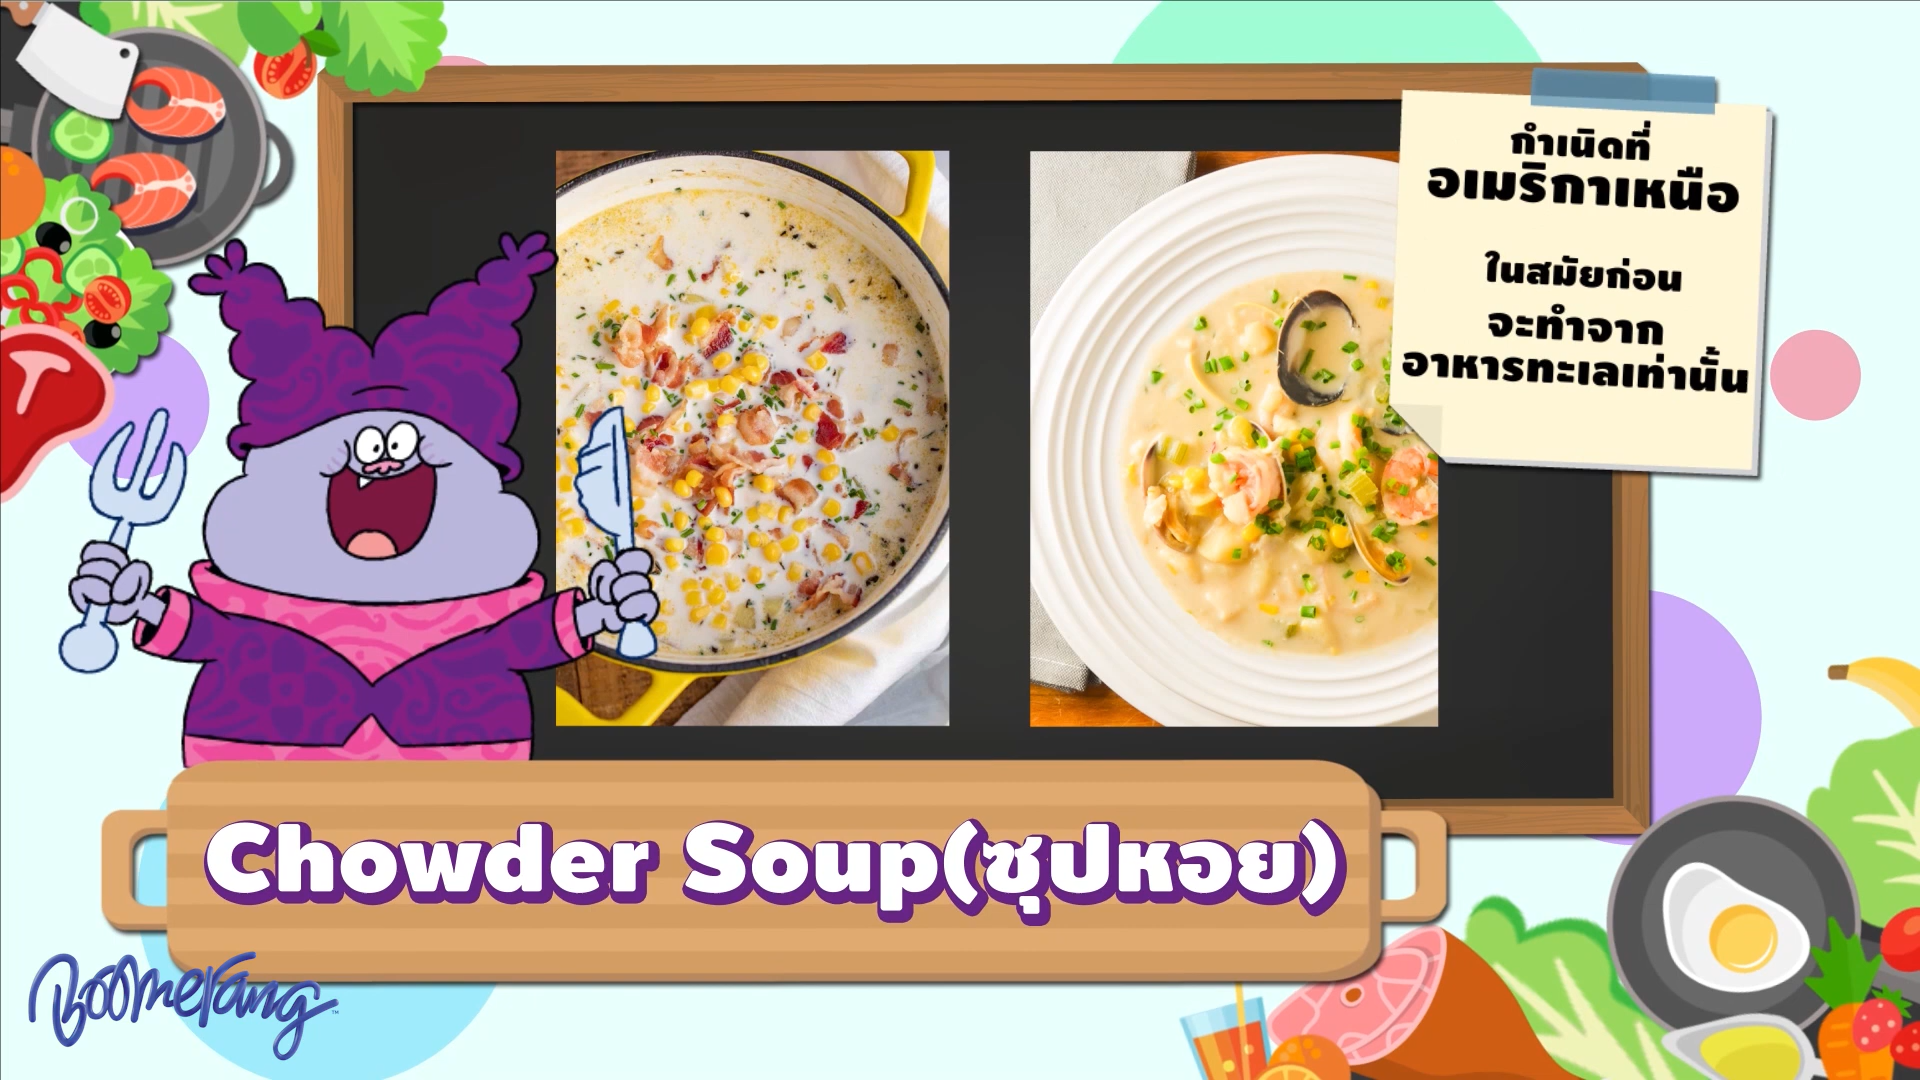 กำเนิดที่
อเมริกาเหนือ
ในสมัยก่อน
จะทำจาก
อาหารทะเลเท่านั้น
Chowder Soup(ซุปหอย)
Boomerang™